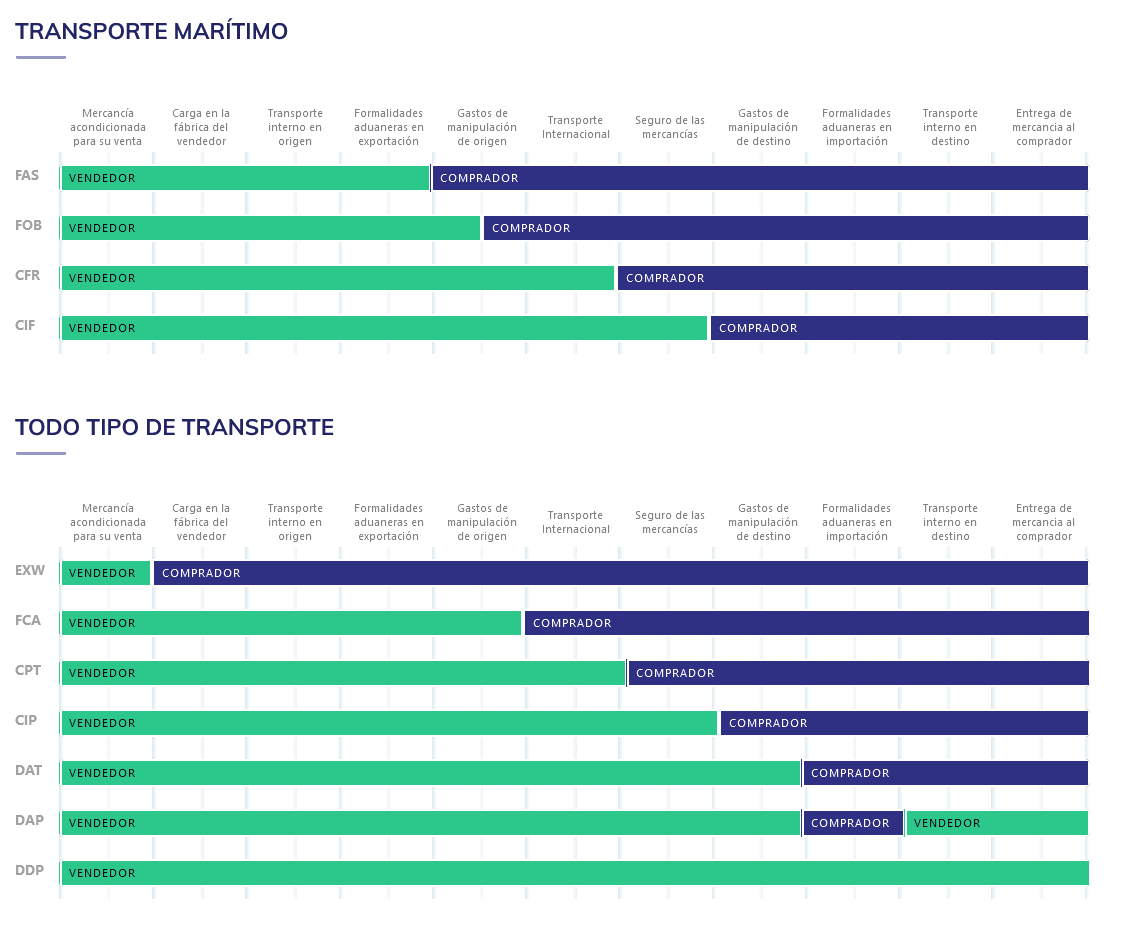 TRANSPORTE MARÍTIMO
Mercancía acondicionada para su venta
Carga en la fábrica del vendedor
Transporte interno en origen
Formalidades aduaneras en exportación
Gastos de manipulación de origen
Transporte Internacional
Seguro de las mercancías
Gastos de manipulación de destino
Formalidades aduaneras en importación
Transporte interno en destino
Entrega de mercancia al comprador
FAS VENDEDOR COMPRADOR
FOB VENDEDOR COMPRADOR
CFR VENDEDOR COMPRADOR
CIF VENDEDOR COMPRADOR
TODO TIPO DE TRANSPORTE
Mercancía acondicionada para su venta
Carga en la fábrica del vendedor
Transporte interno en origen
Formalidades aduaneras en exportación
Gastos de manipulación de origen
Transporte Internacional
Seguro de las mercancías
Gastos de manipulación de destino
Formalidades aduaneras en importación
Transporte interno en destino
Entrega de mercancia al comprador
EXW VENDEDOR COMPRADOR
FCA VENDEDOR COMPRADOR
CPT VENDEDOR COMPRADOR
CIP VENDEDOR COMPRADOR
DAT VENDEDOR COMPRADOR
DAP VENDEDOR COMPRADOR VENDEDOR
DDP VENDEDOR